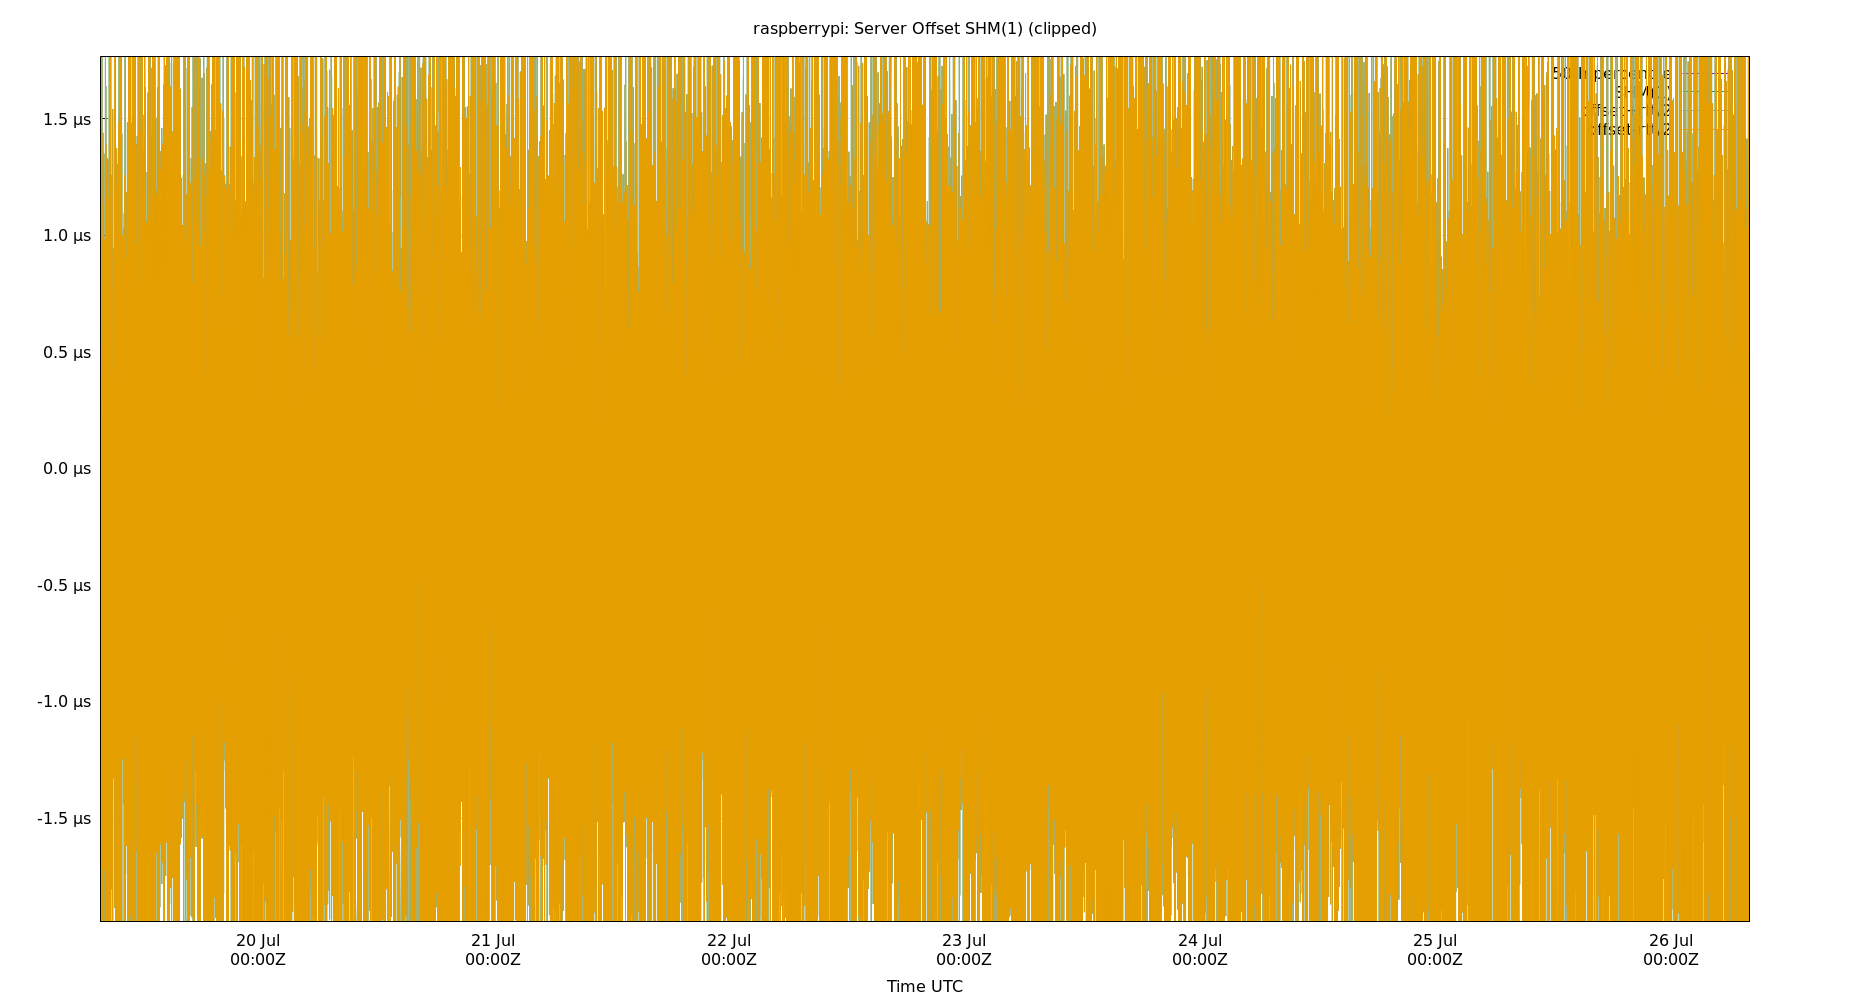 raspberrypi: Server Offset SHM(1) (clipped)
1.5 µs
1.0 µs
0.5 µs
0.0 µs
-0.5 µs
-1.0 µs
-1.5 µs
20 Jul 21 Jul 22 Jul 23 Jul 24 Jul 25 Jul 26 Jul
00:00Z 00:00Z 00:00Z 00:00Z 00:00Z 00:00Z 00:00Z
Time UTC